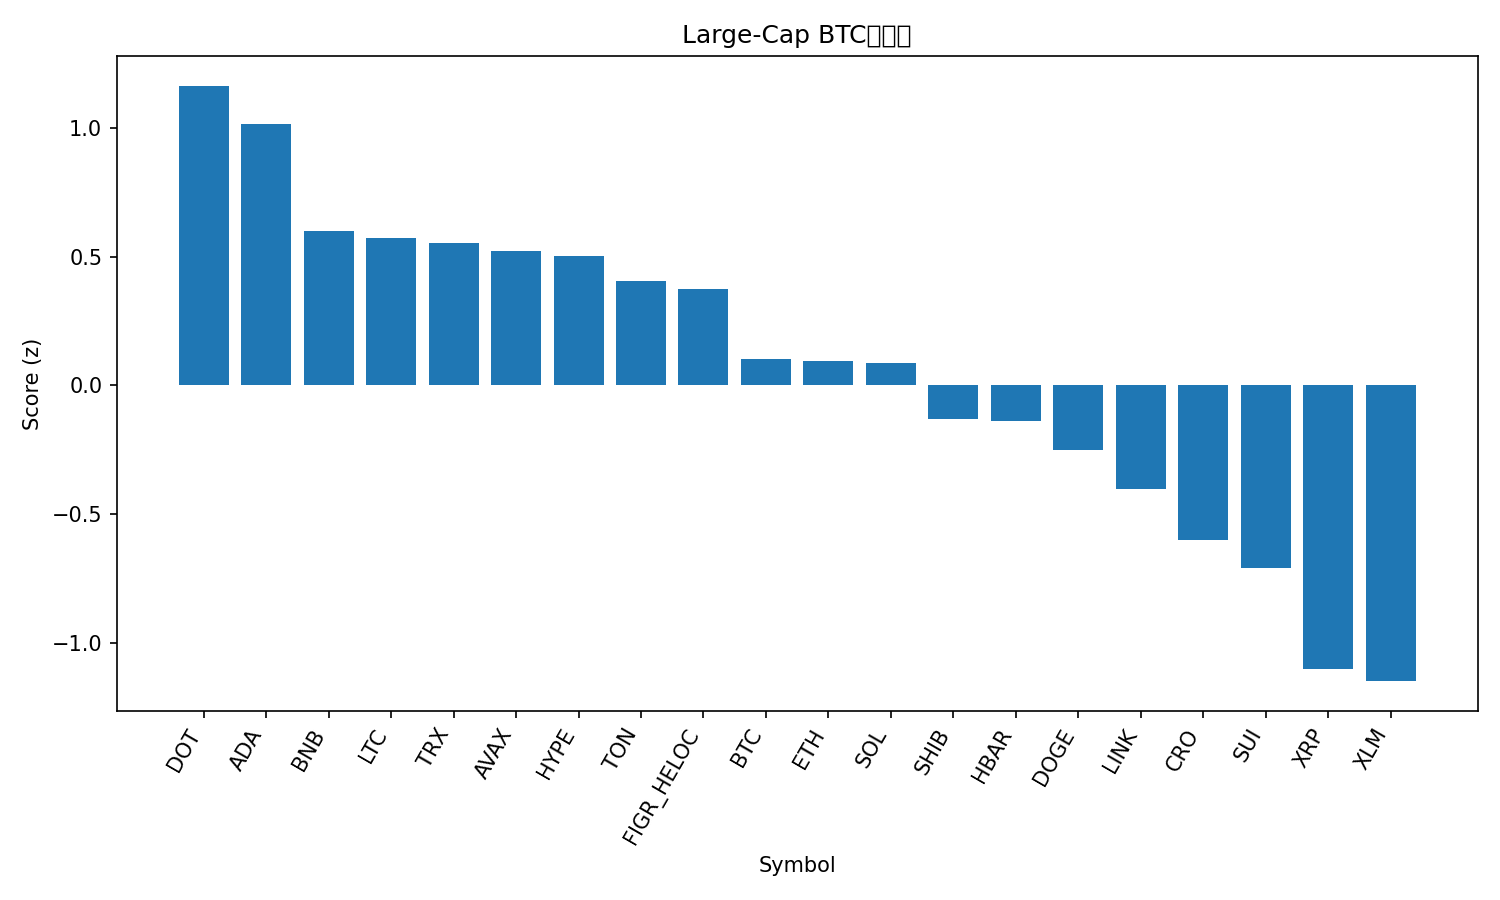 Large-Cap BTC
1.0
0.5
0.0
−0.5
−1.0
Score (z)
DOT
ADA
BNB
LTC
TRX
AVAX
HYPE
TON
FIGR_HELOC
BTC
ETH
SOL
SHIB
HBAR
DOGE
LINK
CRO
SUI
XRP
XLM
Symbol